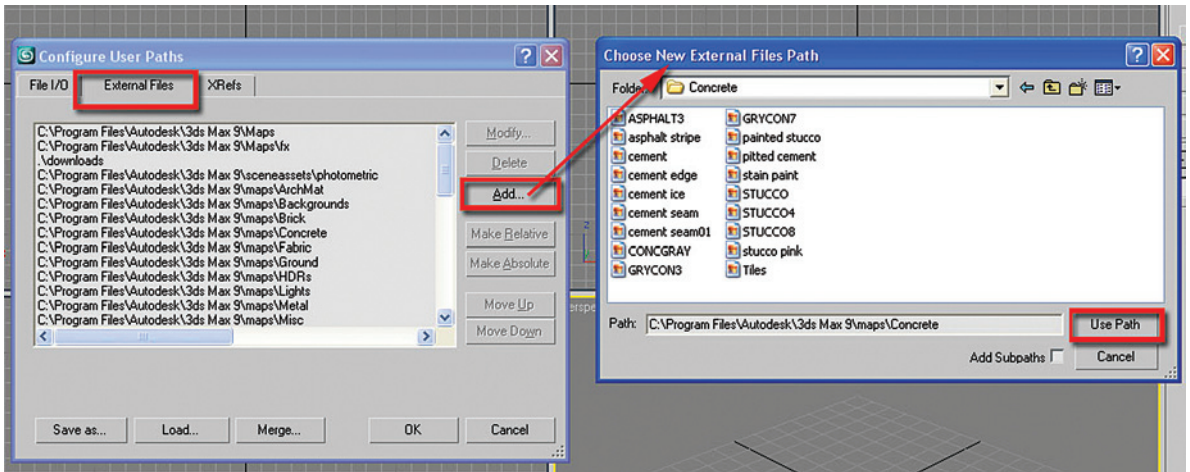 Configure User Paths
File I/O External Files XRefs
C:\Program Files\Autodesk\3ds Max 9\Maps
C:\Program Files\Autodesk\3ds Max 9\Maps\fx
.\downloads
C:\Program Files\Autodesk\3ds Max 9\sceneassets\photometric
C:\Program Files\Autodesk\3ds Max 9\maps\ArchMat
C:\Program Files\Autodesk\3ds Max 9\maps\Backgrounds
C:\Program Files\Autodesk\3ds Max 9\maps\Brick
C:\Program Files\Autodesk\3ds Max 9\maps\Concrete
C:\Program Files\Autodesk\3ds Max 9\maps\Fabric
C:\Program Files\Autodesk\3ds Max 9\maps\Ground
C:\Program Files\Autodesk\3ds Max 9\maps\HDRs
C:\Program Files\Autodesk\3ds Max 9\maps\Lights
C:\Program Files\Autodesk\3ds Max 9\maps\Metal
C:\Program Files\Autodesk\3ds Max 9\maps\Misc
Modify...
Delete
Add...
Make Relative
Make Absolute
Move Up
Move Down
Save as... Load... Merge... OK Cancel
z
Choose New External Files Path
Concrete
ASPHALT3
asphalt stripe
cement
cement edge
cement ice
cement seam
cement seam01
CONCGRAY
GRYCON3
GRYCON7
painted stucco
pitted cement
stain paint
STUCCO
STUCCO4
STUCCO8
stucco pink
Tiles
Path: C:\Program Files\Autodesk\3ds Max 9\maps\Concrete Use Path
Add Subpaths Cancel